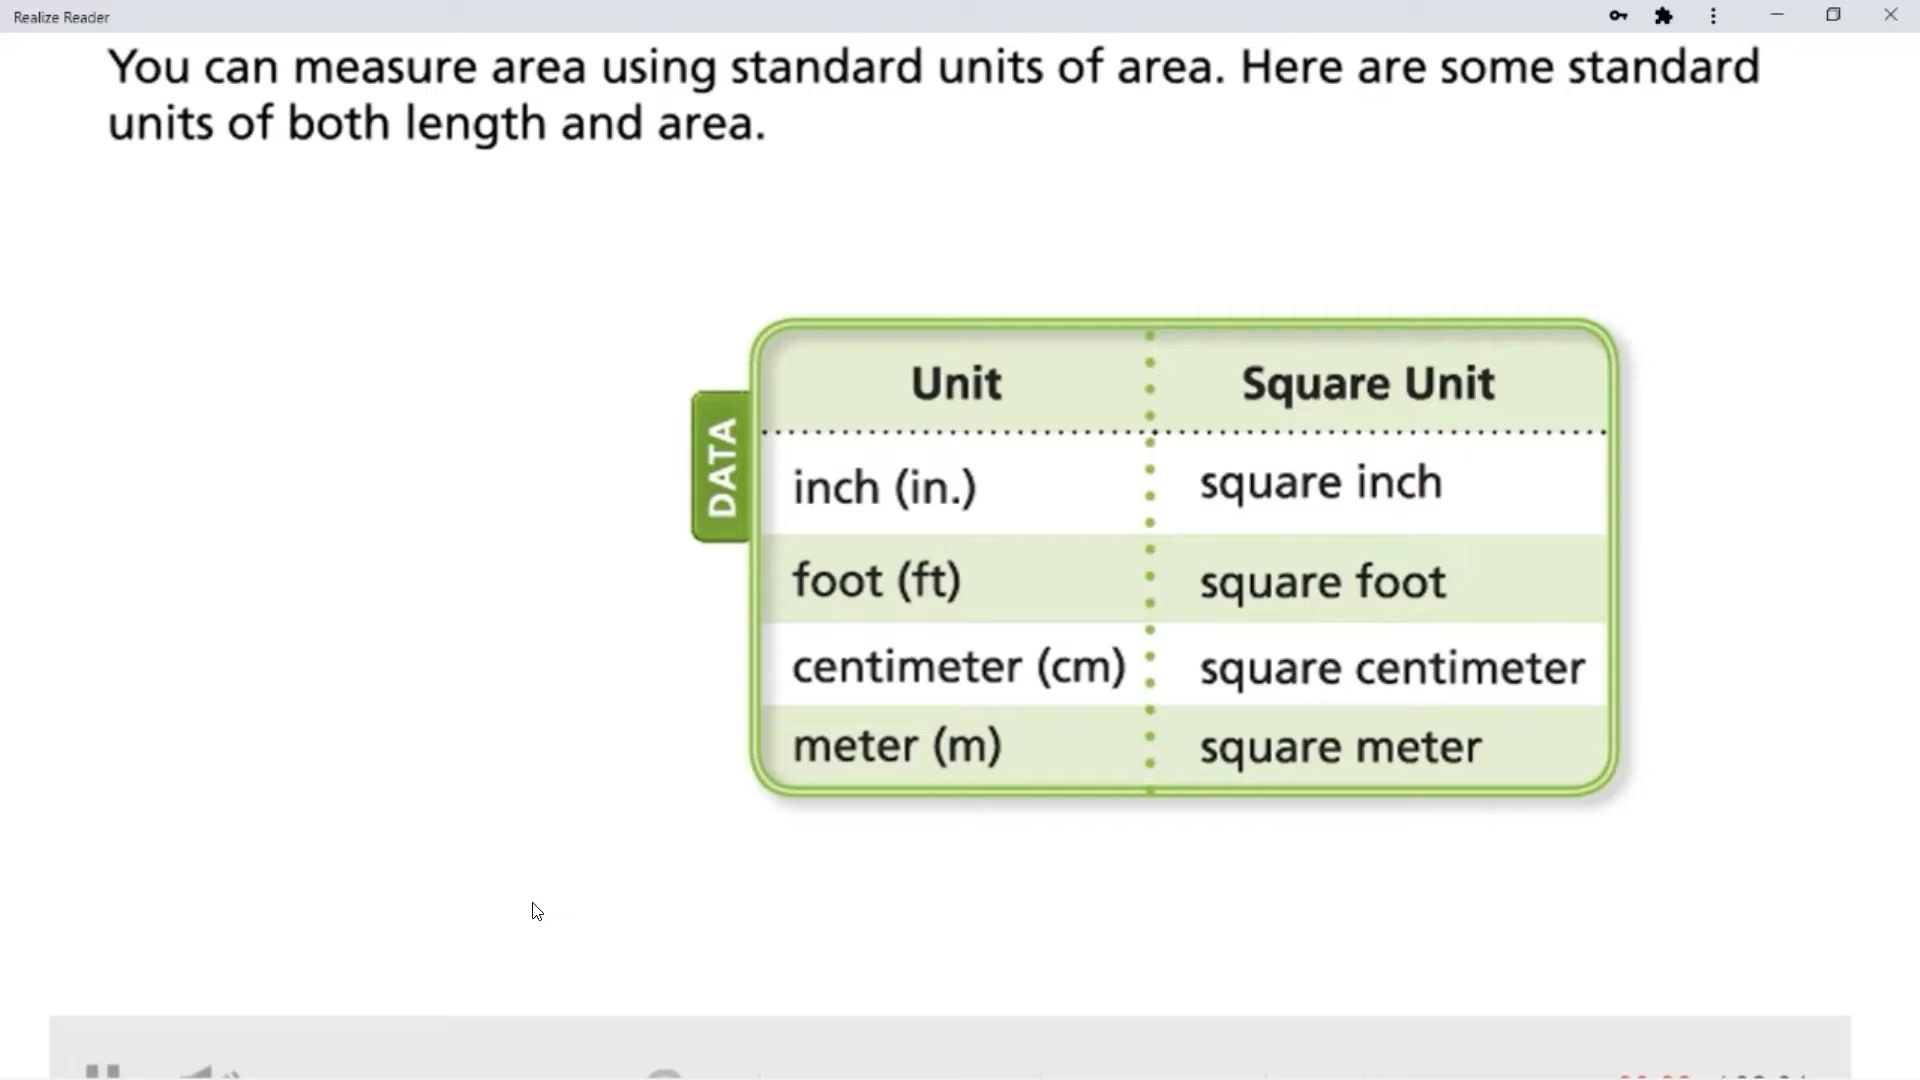 Realize Reader
You can measure area using standard units of area. Here are some standard
units of both length and area.
DATA
Unit Square Unit
inch (in.) square inch
foot (ft) square foot
centimeter (cm) square centimeter
meter (m) square meter